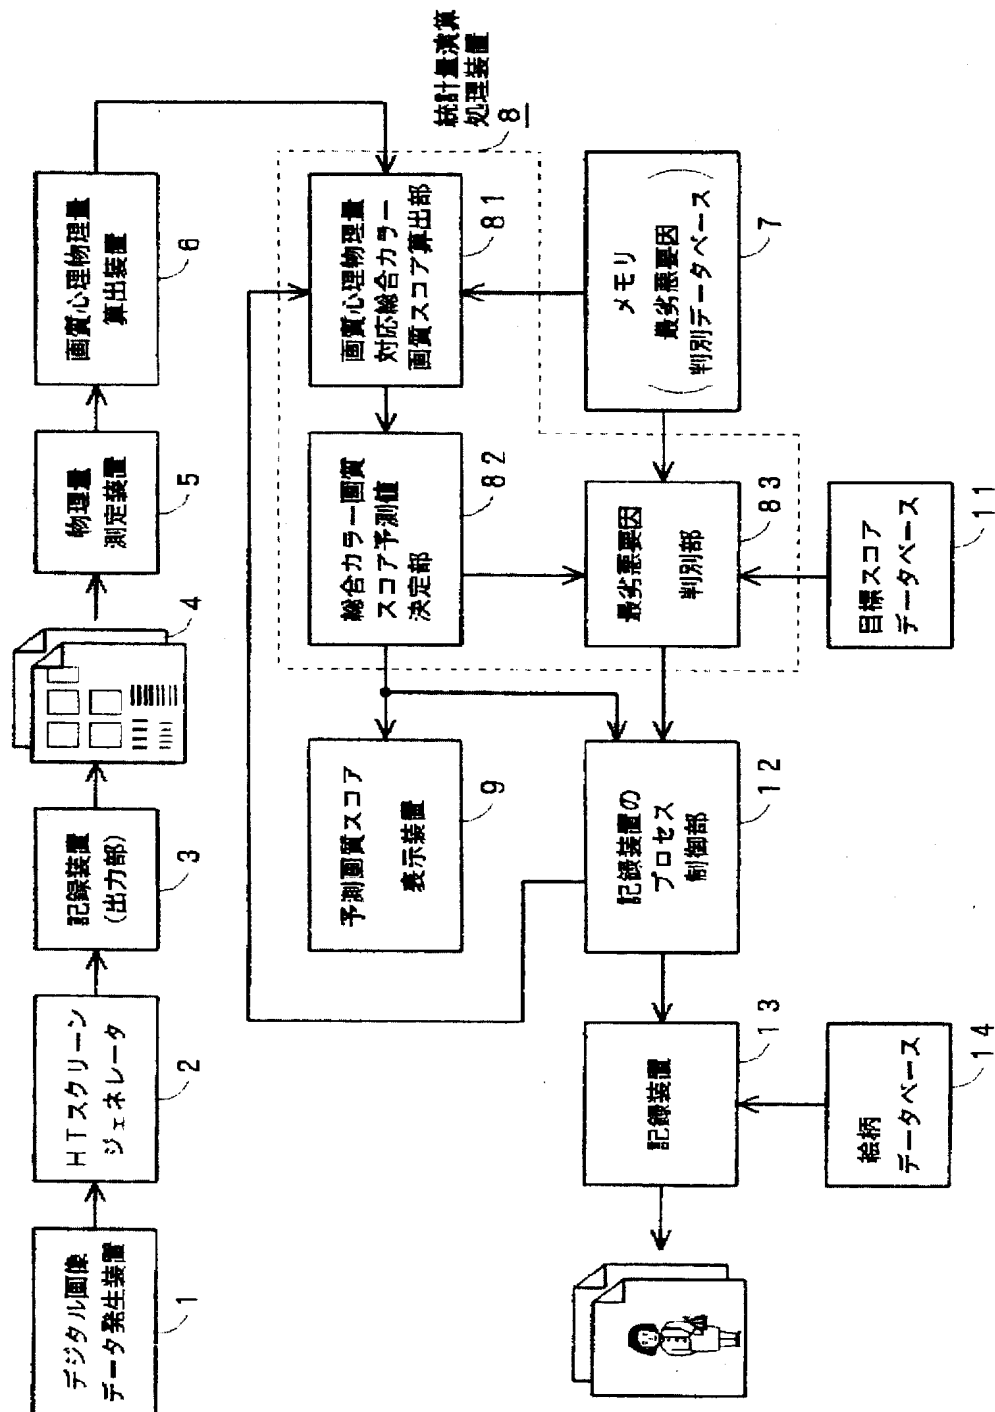 デジタル画像
データ発生装置
1
HTスクリーン
ジェネレータ
2
記録装置
(出力部)
3
4
物理量
測定装置
5
画質心理物理量
算出装置
6
統計量演算
処理装置
8
画質心理物理量
対応総合カラー
画質スコア算出部
81
総合カラー画質
スコア予測値
決定部
82
予測画質スコア
表示装置
9
メモリ
最劣悪要因
判別データベース
7
最劣悪要因
判別部
83
記録装置の
プロセス
制御部
12
記録装置
13
目標スコア
データベース
11
絵柄
データベース
14